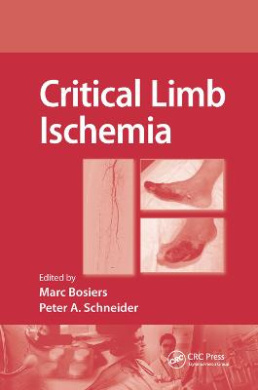 Critical Limb
Ischemia
Edited by
Marc Bosiers
Peter A. Schneider
CRC Press